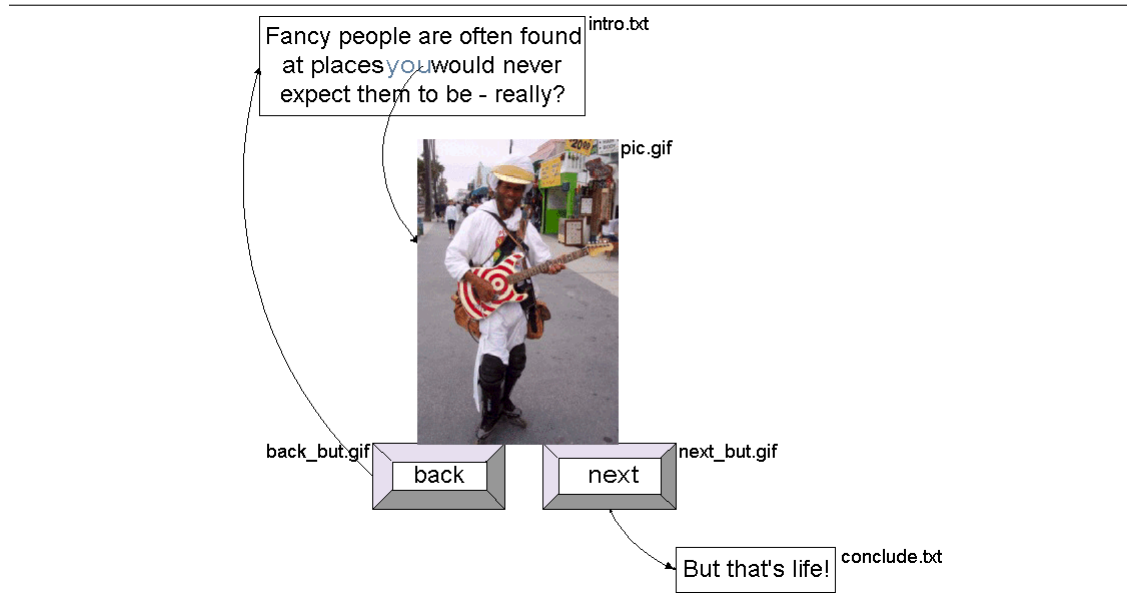 Fancy people are often found
at places you would never
expect them to be - really?
intro.txt
pic.gif
back_but.gif
back
next
next_but.gif
But that's life!
conclude.txt